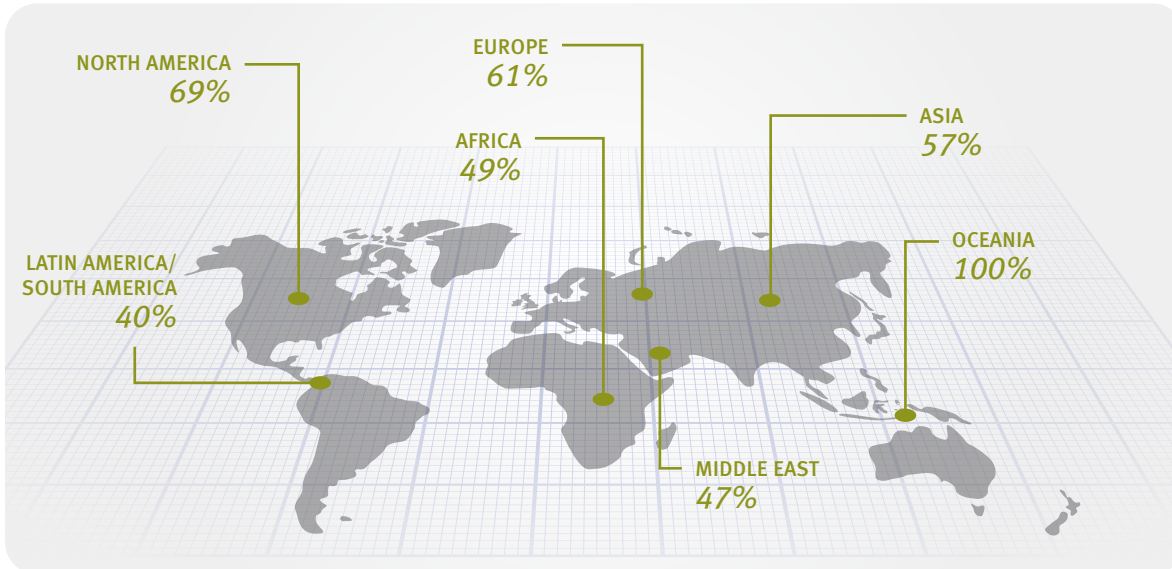 NORTH AMERICA
69%
EUROPE
61%
ASIA
57%
AFRICA
49%
OCEANIA
100%
LATIN AMERICA/
SOUTH AMERICA
40%
MIDDLE EAST
47%